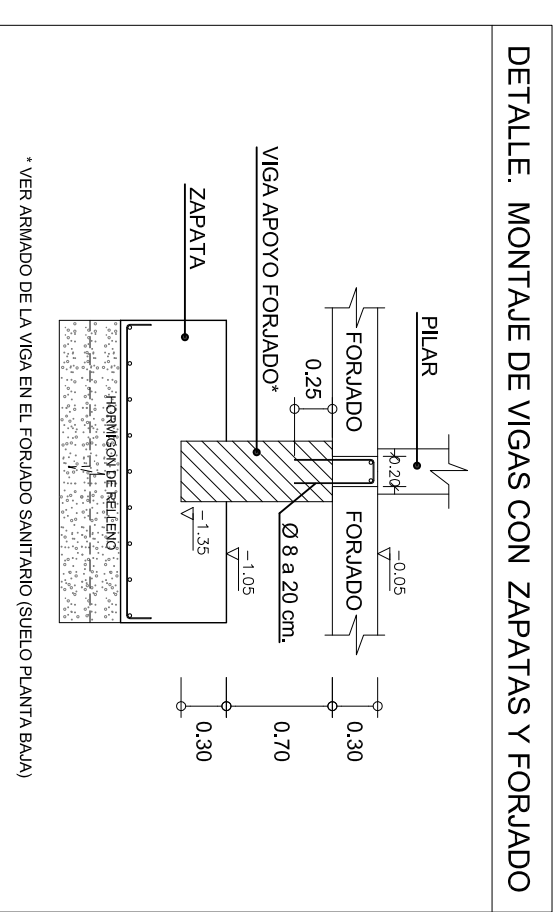 DETALLE. MONTAJE DE VIGAS CON ZAPATAS Y FORJADO
PILAR
0.20
-0.05
FORJADO
FORJADO
0.30
0.25
VIGA APOYO FORJADO*
Ø 8 a 20 cm.
0.70
ZAPATA
-1.05
-1.35
0.30
HORMIGON DE RELLENO
* VER ARMADO DE LA VIGA EN EL FORJADO SANITARIO (SUELO PLANTA BAJA)